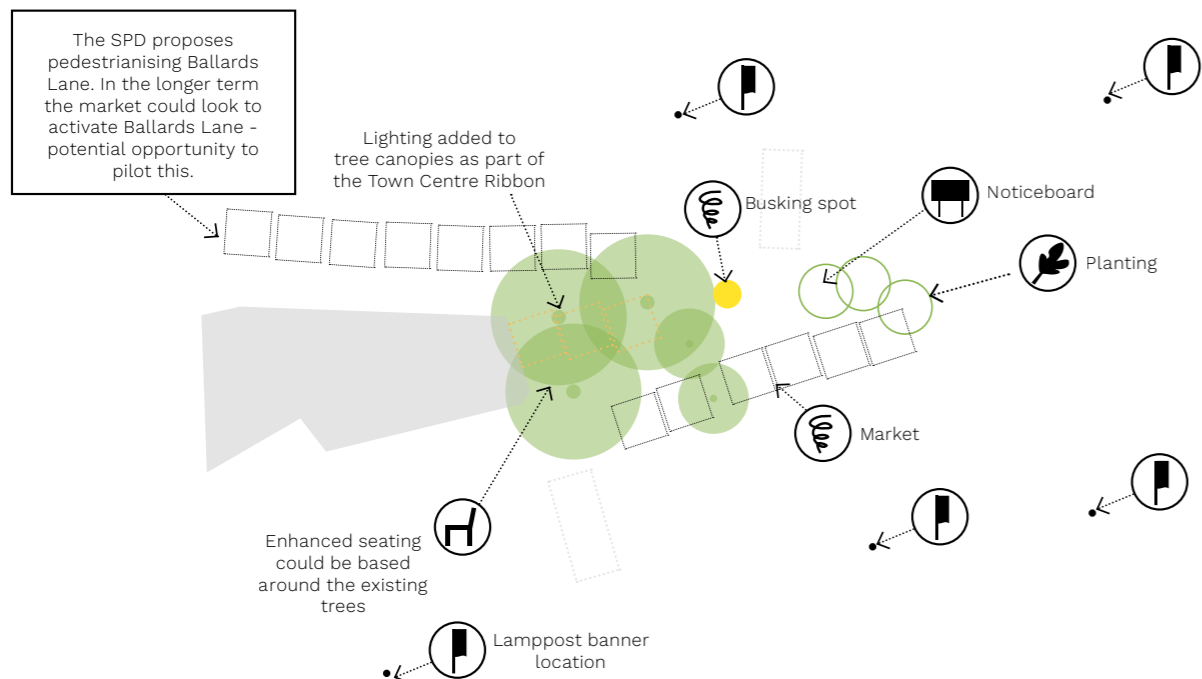 The SPD proposes
pedestrianising Ballards
Lane. In the longer term
the market could look to
activate Ballards Lane -
potential opportunity to
pilot this.
Lighting added to
tree canopies as part of
the Town Centre Ribbon
Busking spot
Noticeboard
Planting
Market
Enhanced seating
could be based
around the existing
trees
Lamppost banner
location